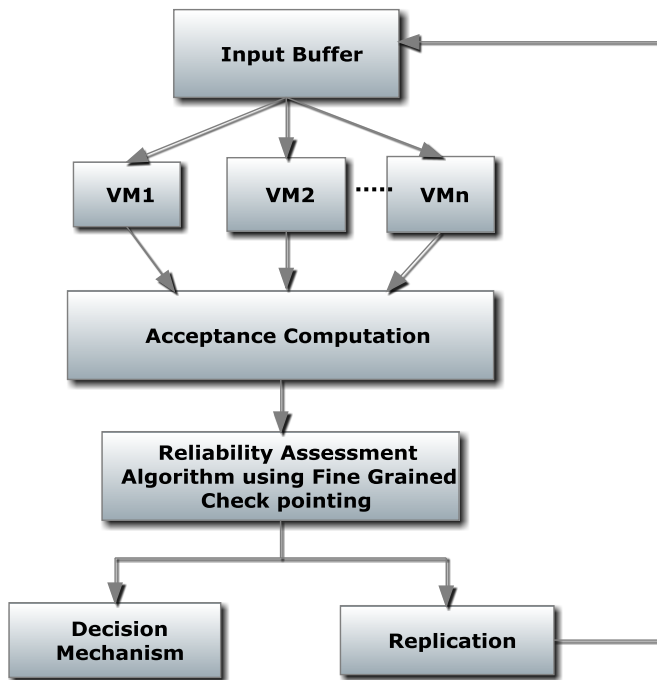 Input Buffer
VM1
VM2
.....
VMn
Acceptance Computation
Reliability Assessment
Algorithm using Fine Grained
Check pointing
Decision
Mechanism
Replication